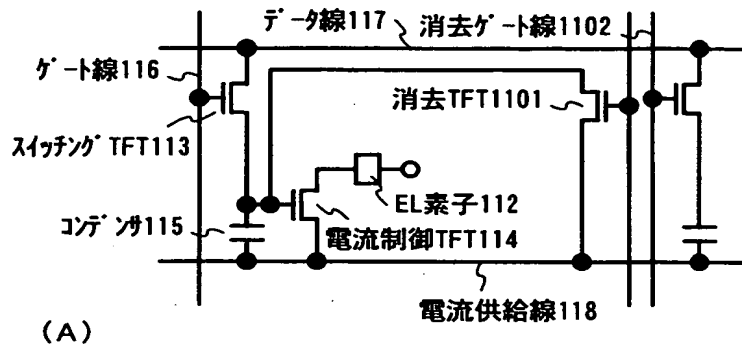 データ線117
消去ゲート線1102
ゲート線116
消去TFT1101
スイッチングTFT113
EL素子112
コンデンサ115
電流制御TFT114
電流供給線118
(A)